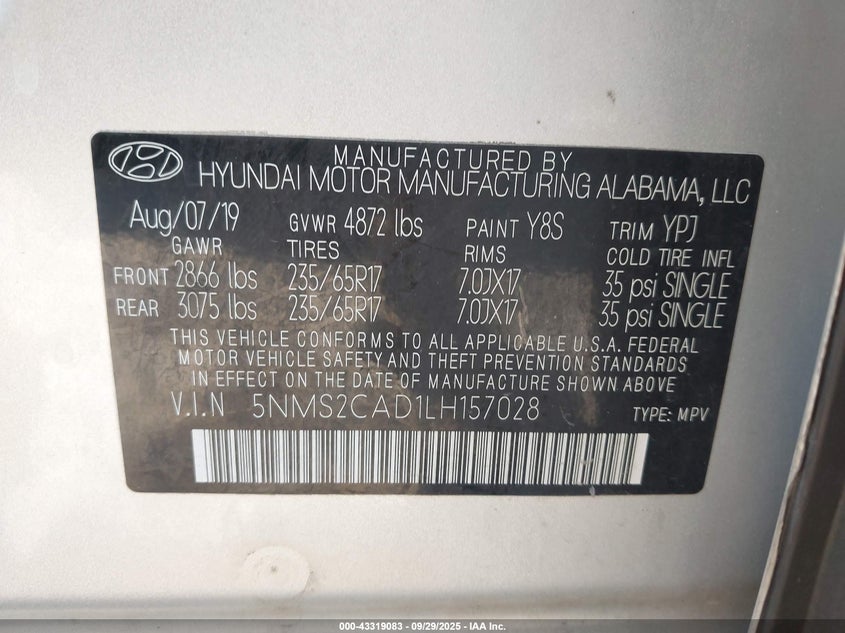 MANUFACTURED BY
HYUNDAI MOTOR MANUFACTURING ALABAMA, LLC
Aug/07/19 GVWR 4872 lbs PAINT Y8S TRIM YPJ
GAWR TIRES RIMS COLD TIRE INFL
FRONT 2866 lbs 235/65R17 7.0JX17 35 psi SINGLE
REAR 3075 lbs 235/65R17 7.0JX17 35 psi SINGLE
THIS VEHICLE CONFORMS TO ALL APPLICABLE U.S.A. FEDERAL
MOTOR VEHICLE SAFETY AND THEFT PREVENTION STANDARDS
IN EFFECT ON THE DATE OF MANUFACTURE SHOWN ABOVE
V.I.N 5NMS2CAD1LH157028 TYPE: MPV
000-43319083 - 09/29/2025 - IAA Inc.